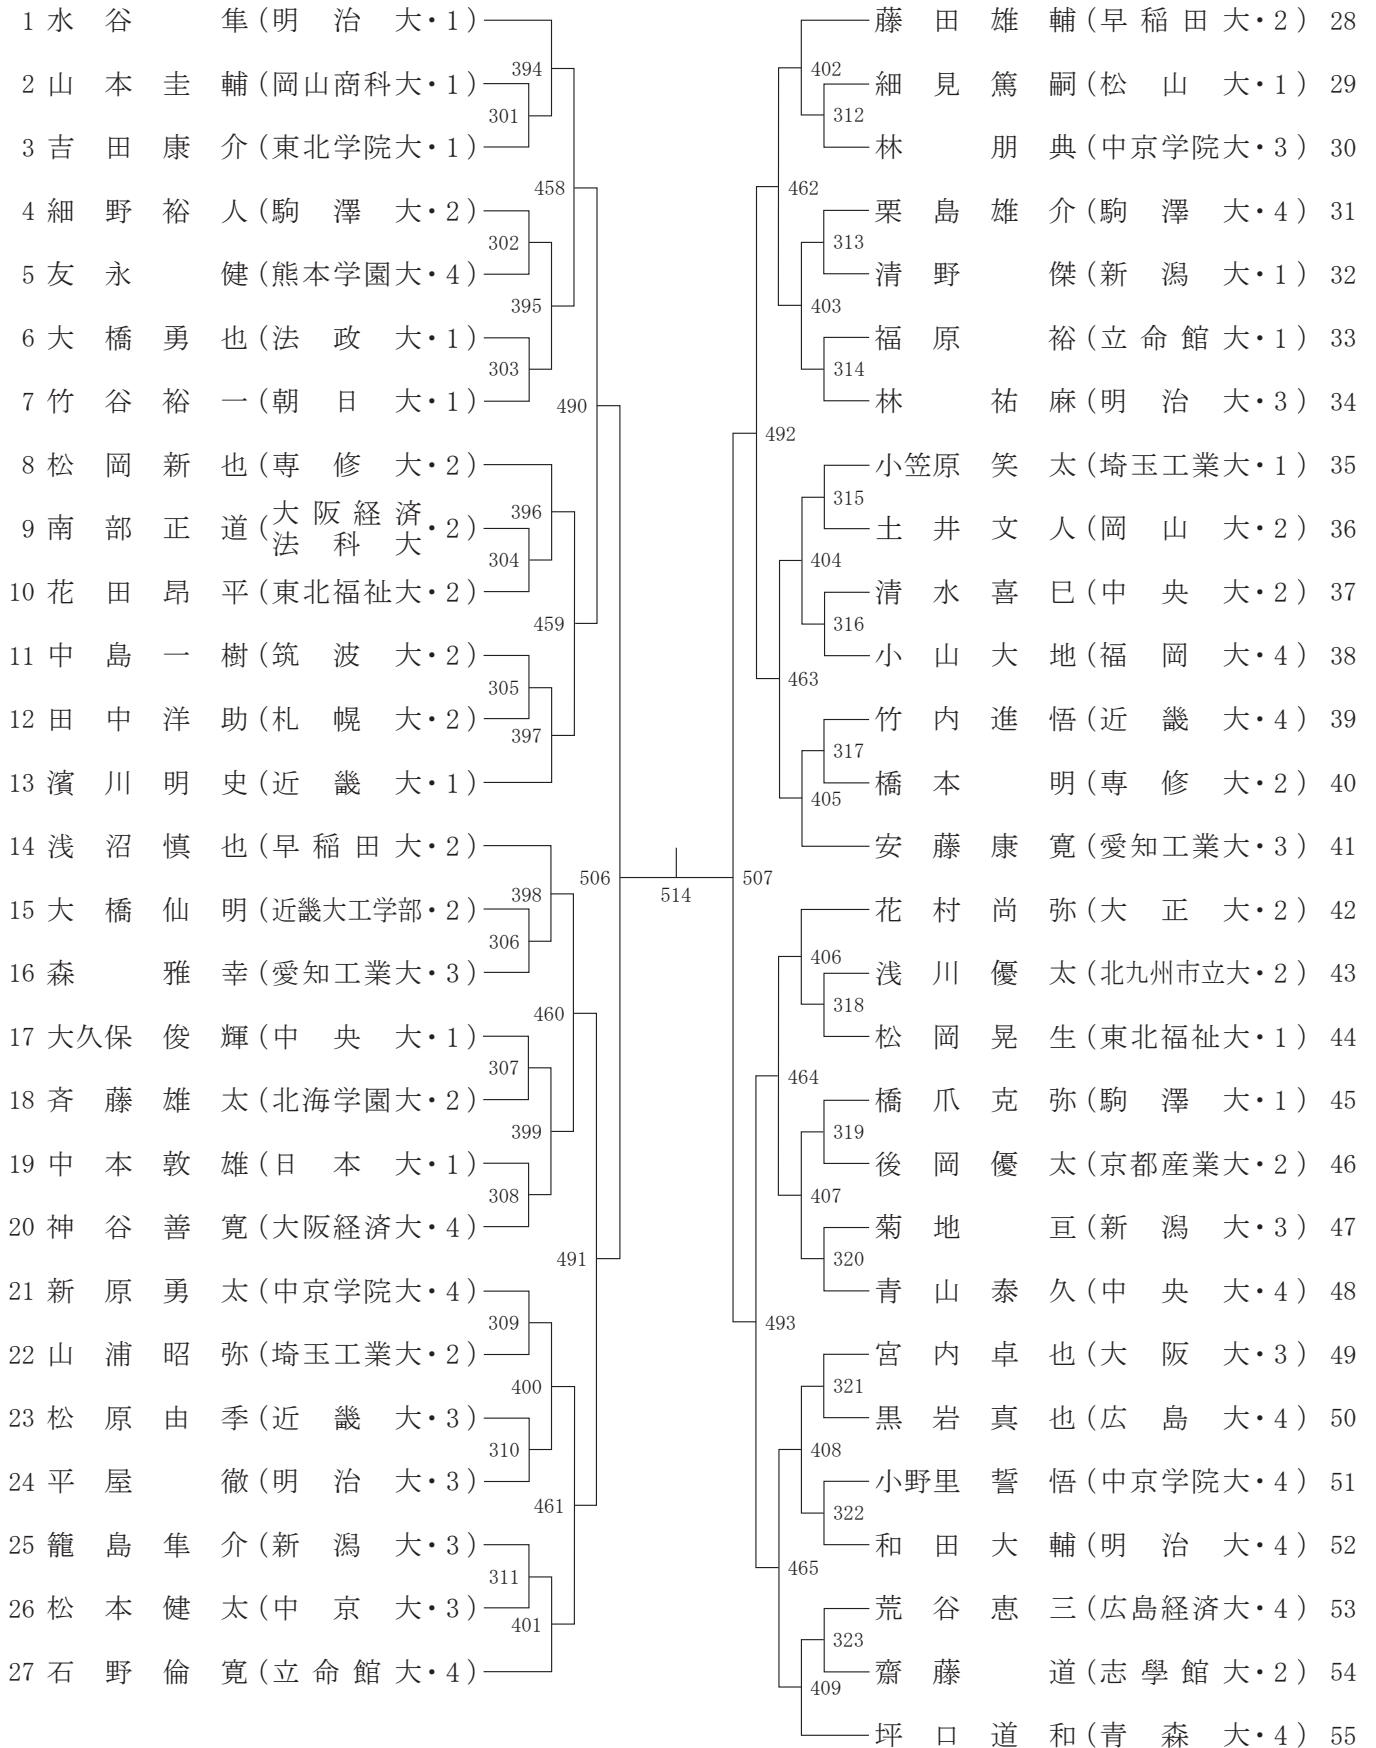 1 水谷 隼（明治大・1）
2 山本圭輔（岡山商科大・1）
3 吉田康介（東北学院大・1）
4 細野裕人（駒澤大・2）
5 友永 健（熊本学園大・4）
6 大橋勇也（法政大・1）
7 竹谷裕一（朝日大・1）
8 松岡新也（専修大・2）
9 南部正道（大阪経済法科大・2）
10 花田昂平（東北福祉大・2）
11 中島一樹（筑波大・2）
12 田中洋助（札幌大・2）
13 濱川明史（近畿大・1）
14 浅沼慎也（早稲田大・2）
15 大橋仙明（近畿大工学部・2）
16 森 雅幸（愛知工業大・3）
17 大久保俊輝（中央大・1）
18 斉藤雄太（北海学園大・2）
19 中本敦雄（日本大・1）
20 神谷善寛（大阪経済大・4）
21 新原勇太（中京学院大・4）
22 山浦昭弥（埼玉工業大・2）
23 松原由季（近畿大・3）
24 平屋 徹（明治大・3）
25 籠島隼介（新潟大・3）
26 松本健太（中京大・3）
27 石野倫寛（立命館大・4）
301
302
303
304
305
306
307
308
309
310
311
394
395
396
397
398
399
400
401
458
459
460
461
490
491
506
514
507
492
493
462
463
464
465
402
403
404
405
406
407
408
409
312
313
314
315
316
317
318
319
320
321
322
323
藤田雄輔（早稲田大・2） 28
細見篤嗣（松山大・1） 29
林 朋典（中京学院大・3） 30
栗島雄介（駒澤大・4） 31
清野 傑（新潟大・1） 32
福原 裕（立命館大・1） 33
林 祐麻（明治大・3） 34
小笠原笑太（埼玉工業大・1） 35
土井文人（岡山大・2） 36
清水喜巳（中央大・2） 37
小山大地（福岡大・4） 38
竹内進悟（近畿大・4） 39
橋本 明（専修大・2） 40
安藤康寛（愛知工業大・3） 41
花村尚弥（大正大・2） 42
浅川優太（北九州市立大・2） 43
松岡晃生（東北福祉大・1） 44
橋爪克弥（駒澤大・1） 45
後岡優太（京都産業大・2） 46
菊地 亘（新潟大・3） 47
青山泰久（中央大・4） 48
宮内卓也（大阪大・3） 49
黒岩真也（広島大・4） 50
小野里誓悟（中京学院大・4） 51
和田大輔（明治大・4） 52
荒谷恵三（広島経済大・4） 53
齋藤 道（志學館大・2） 54
坪口道和（青森大・4） 55